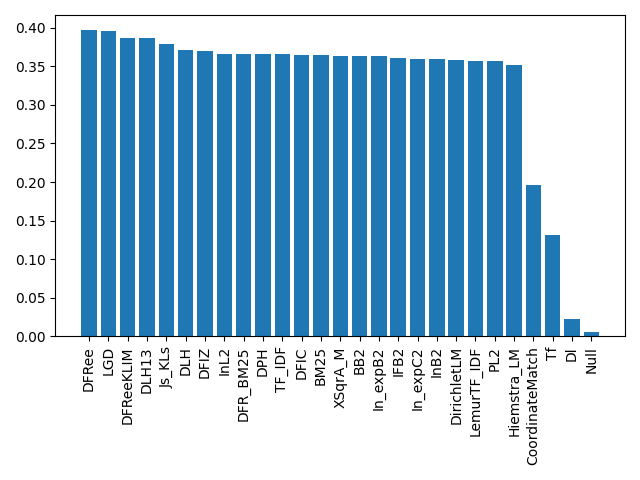 0.40
0.35
0.30
0.25
0.20
0.15
0.10
0.05
0.00
DFRee
LGD
DFReeKLIM
DLH13
Js_KLs
DLH
DFIZ
InL2
DFR_BM25
DPH
TF_IDF
DFIC
BM25
XSqrA_M
BB2
In_expB2
IFB2
In_expC2
InB2
DirichletLM
LemurTF_IDF
PL2
Hiemstra_LM
CoordinateMatch
Tf
Dl
Null